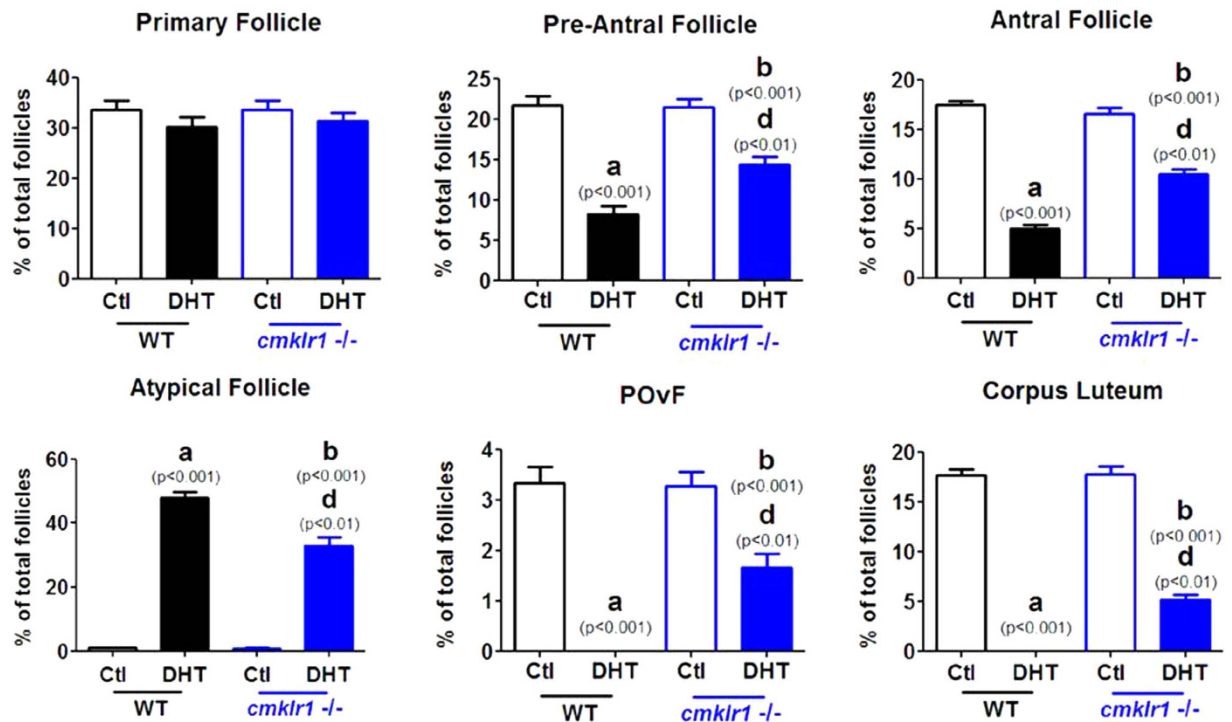 Primary Follicle
% of total follicles
40
30
20
10
0
Ctl DHT Ctl DHT
WT cmklr1 -/-
Pre-Antral Follicle
% of total follicles
25
20
15
10
5
0
a
(p<0.001)
b
(p<0.001)
d
(p<0.01)
Ctl DHT Ctl DHT
WT cmklr1 -/-
Antral Follicle
% of total follicles
20
15
10
5
0
a
(p<0.001)
b
(p<0.001)
d
(p<0.01)
Ctl DHT Ctl DHT
WT cmklr1 -/-
Atypical Follicle
% of total follicles
60
40
20
0
a
(p<0.001)
b
(p<0.001)
d
(p<0.01)
Ctl DHT Ctl DHT
WT cmklr1 -/-
POvF
% of total follicles
4
3
2
1
0
a
(p<0.001)
b
(p<0.001)
d
(p<0.01)
Ctl DHT Ctl DHT
WT cmklr1 -/-
Corpus Luteum
% of total follicles
20
15
10
5
0
a
(p<0.001)
b
(p<0.001)
d
(p<0.01)
Ctl DHT Ctl DHT
WT cmklr1 -/-